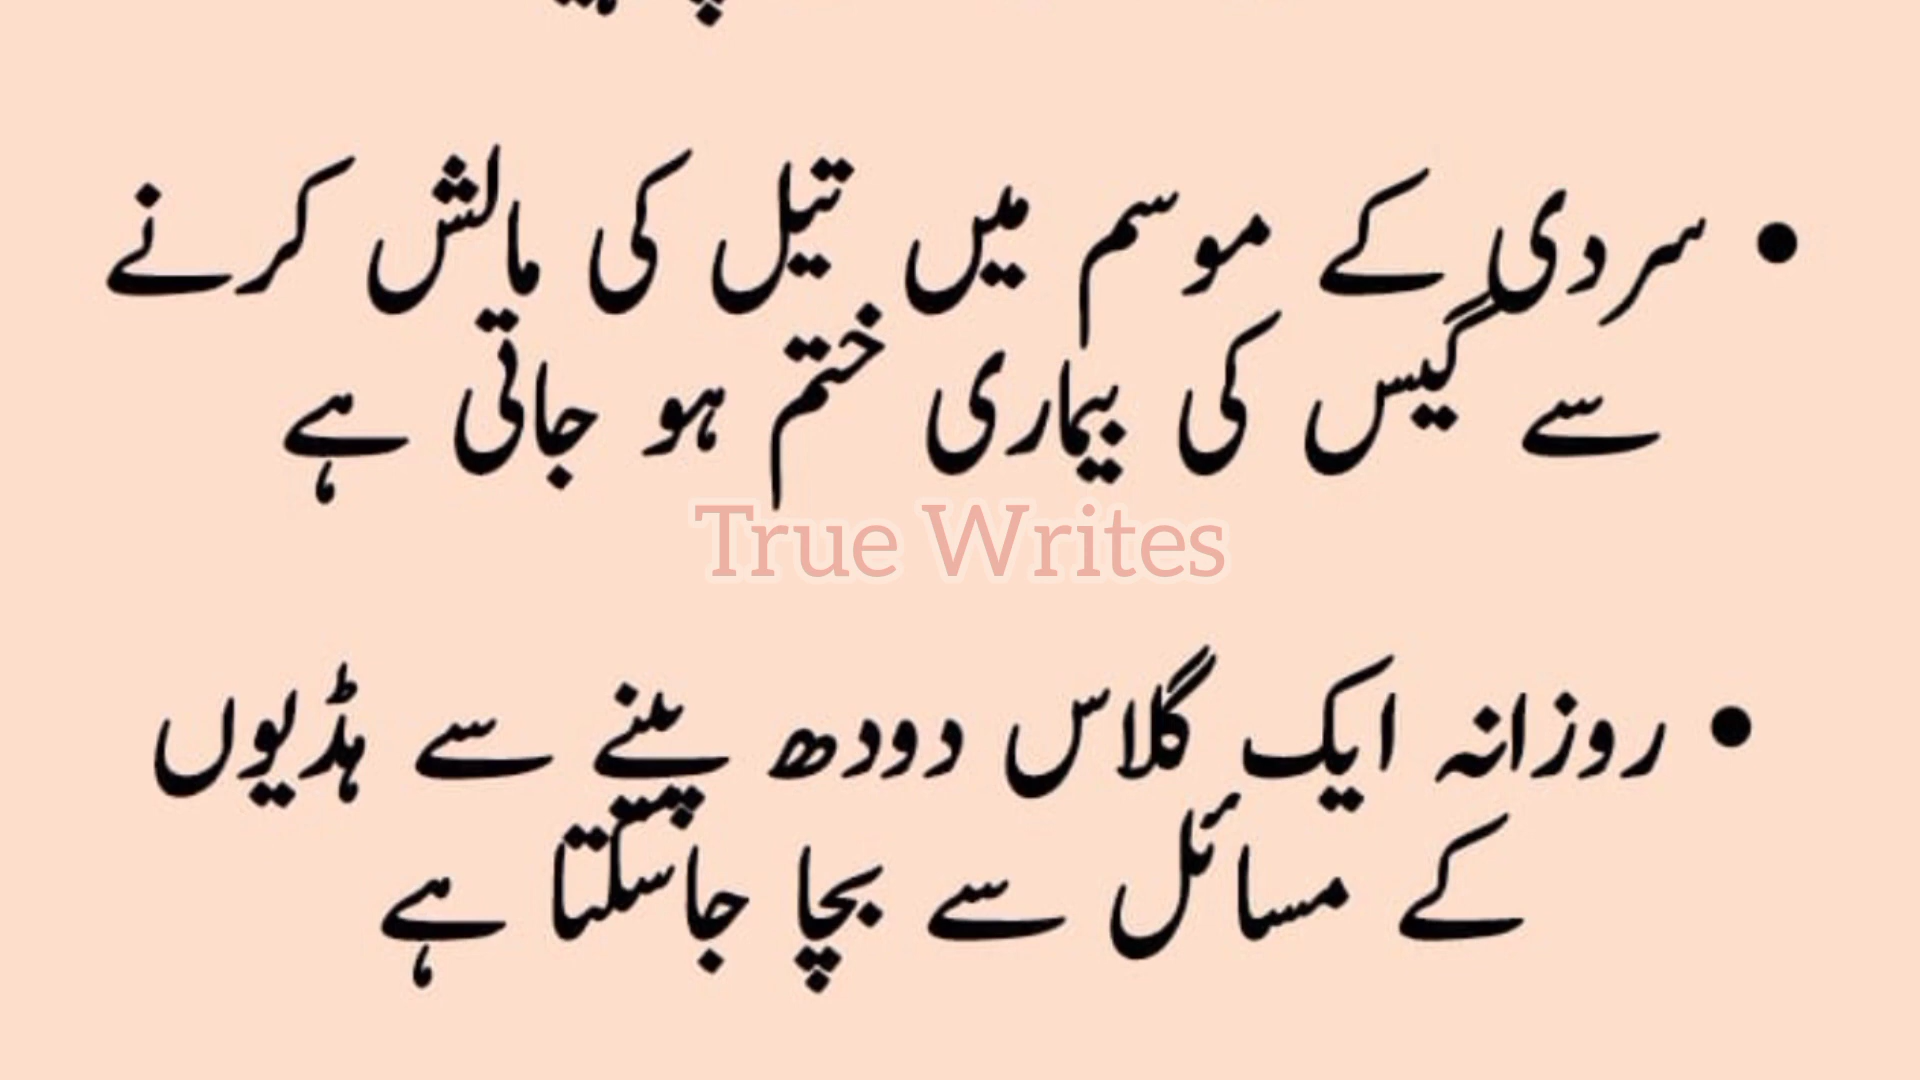 • سردی کے موسم میں تیل کی مالش کرنے
سے گیس کی بیماری ختم ہو جاتی ہے
True Writes
• روزانہ ایک گلاس دودھ پینے سے ہڈیوں
کے مسائل سے بچا جاسکتا ہے